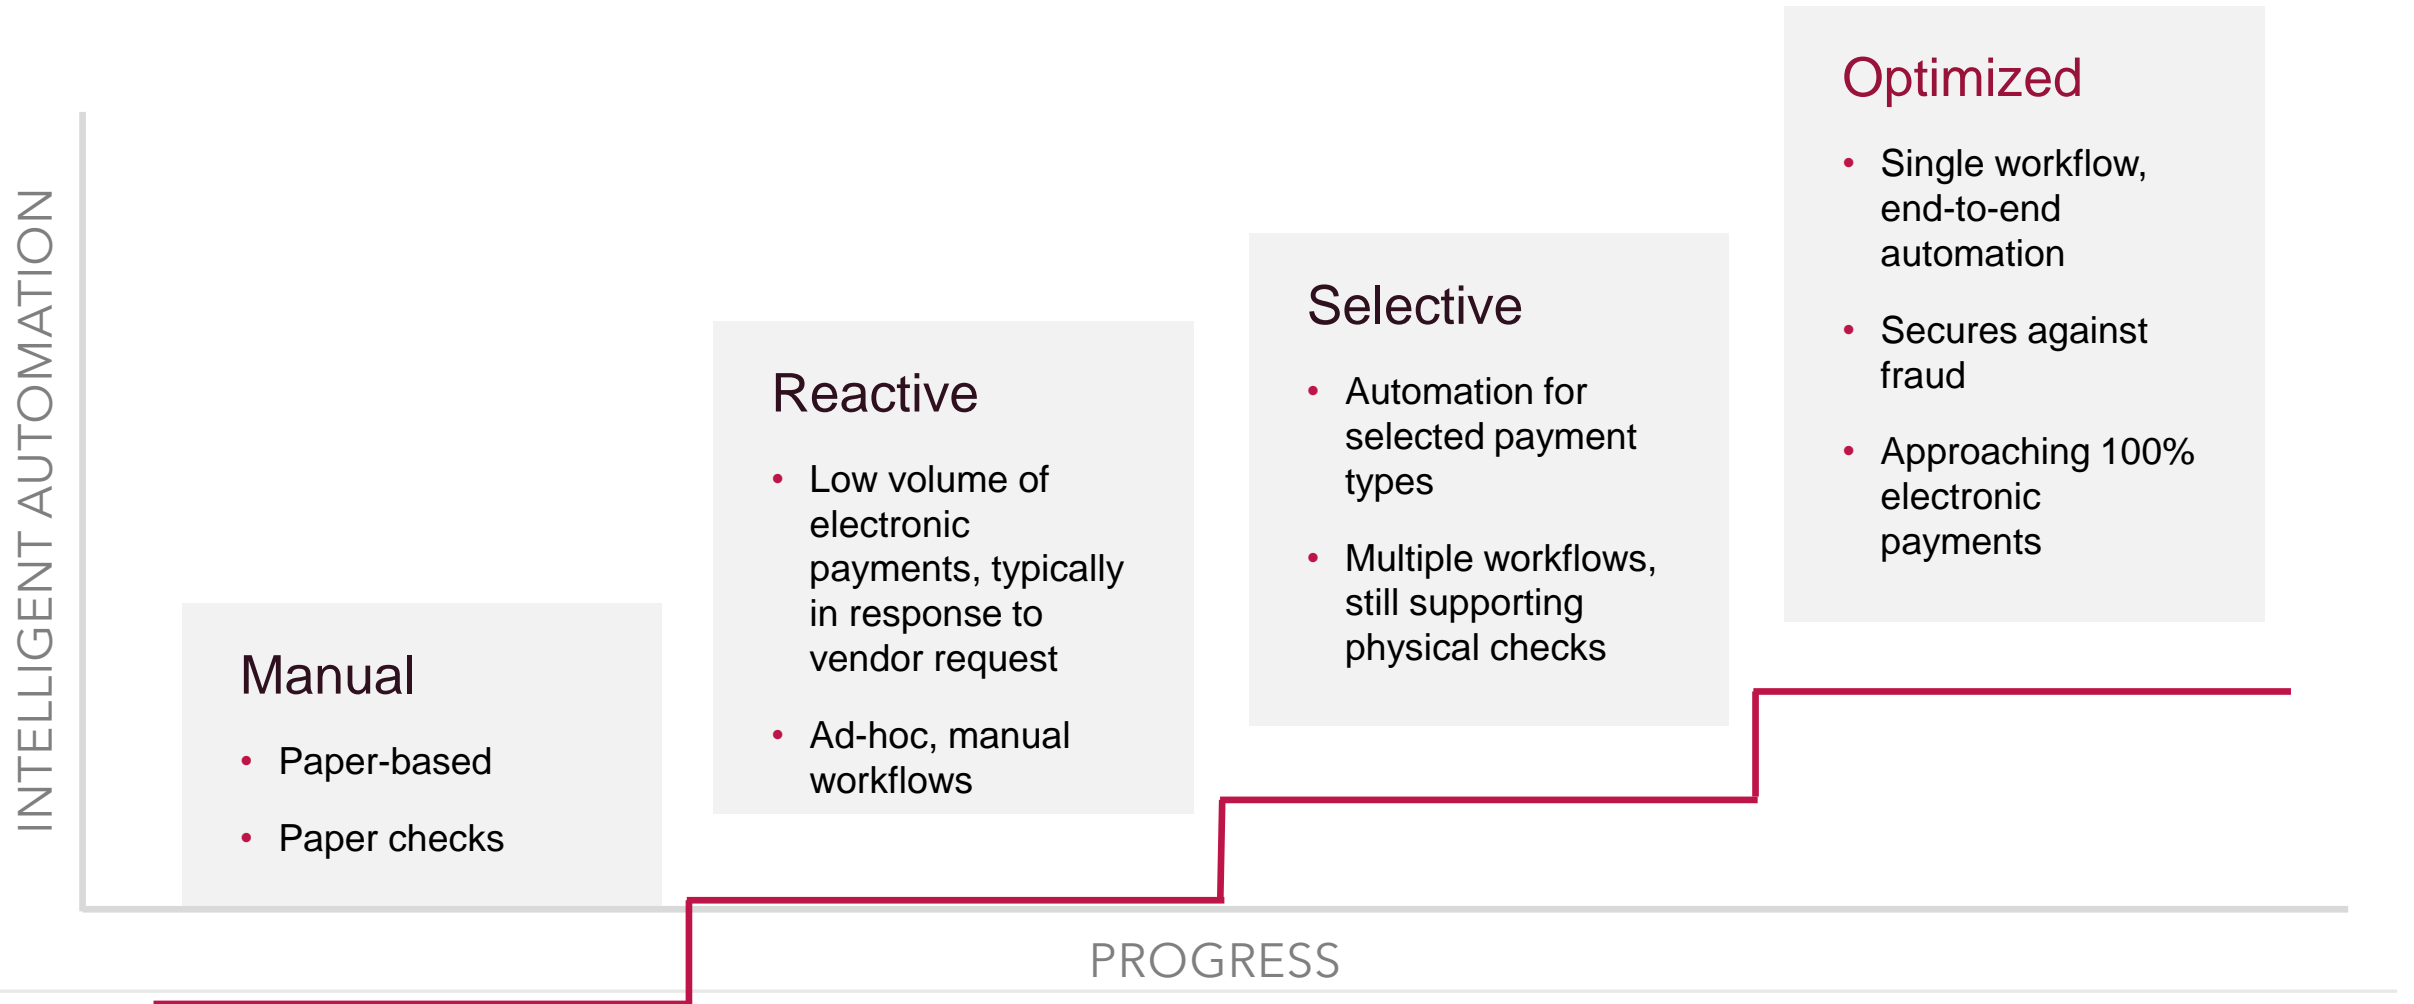 INTELLIGENT AUTOMATION
Manual
• Paper-based
• Paper checks
Reactive
• Low volume of
electronic
payments, typically
in response to
vendor request
• Ad-hoc, manual
workflows
Selective
• Automation for
selected payment
types
• Multiple workflows,
still supporting
physical checks
Optimized
• Single workflow,
end-to-end
automation
• Secures against
fraud
• Approaching 100%
electronic
payments
PROGRESS